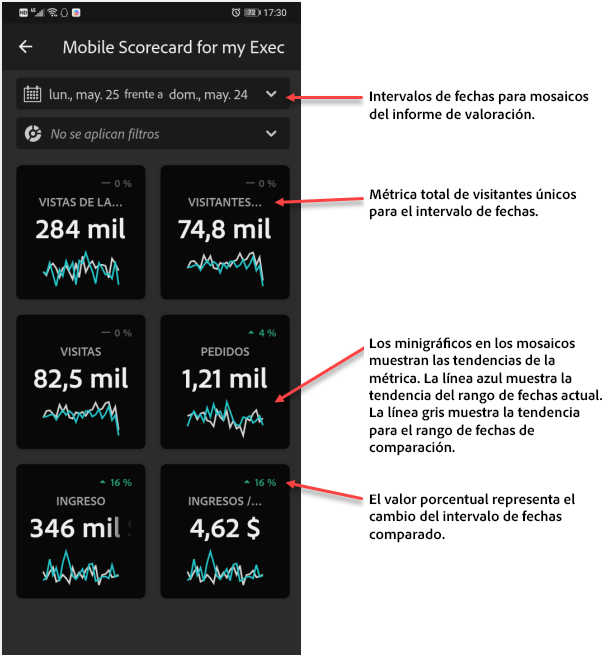 HD 4G 72 17:30
Mobile Scorecard for my Exec
lun., may. 25 frente a dom., may. 24
Intervalos de fechas para mosaicos
del informe de valoración.
No se aplican filtros
— 0 %
VISTAS DE LA...
284 mil
— 0 %
VISITANTES...
74,8 mil
Métrica total de visitantes únicos
para el intervalo de fechas.
— 0 %
VISITAS
82,5 mil
4 %
PEDIDOS
1,21 mil
Los minigráficos en los mosaicos
muestran las tendencias de la
métrica. La línea azul muestra la
tendencia del rango de fechas actual.
La línea gris muestra la tendencia
para el rango de fechas de
comparación.
16 %
INGRESO
346 mil $
16 %
INGRESOS /...
4,62 $
El valor porcentual representa el
cambio del intervalo de fechas
comparado.